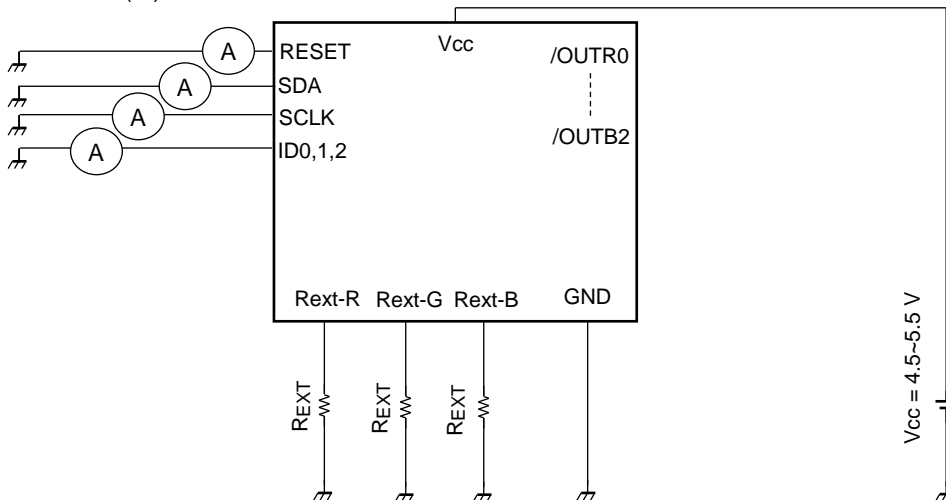 A
RESET
A
SDA
A
SCLK
A
ID0,1,2
Vcc
/OUTR0
/OUTB2
Rext-R
Rext-G
Rext-B
GND
REXT
REXT
REXT
Vcc = 4.5~5.5 V